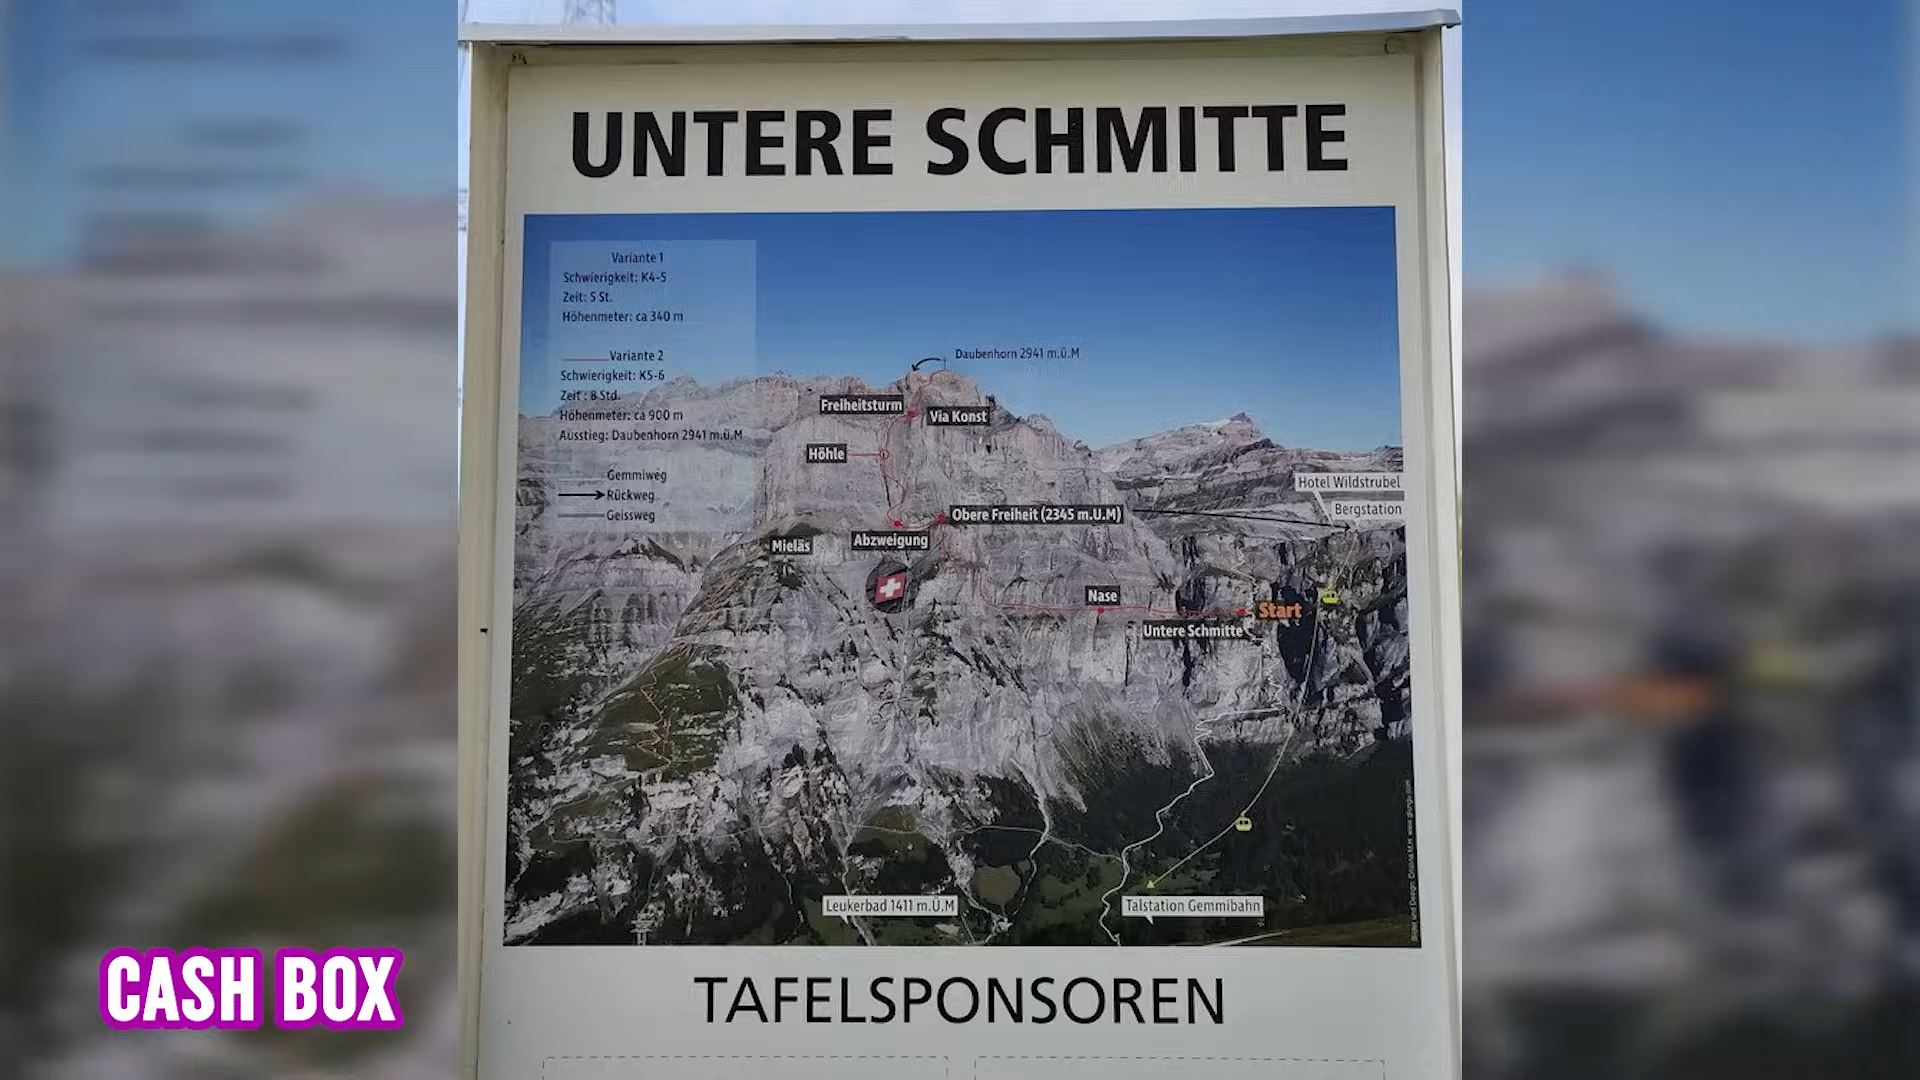 UNTERE SCHMITTE
Variante 1
Schwierigkeit: K4-5
Zeit: 5 St.
Höhenmeter: ca 340 m
Variante 2
Schwierigkeit: K5-6
Zeit: 8 Std.
Höhenmeter: ca 900 m
Ausstieg: Daubenhorn 2941 m.ü.M
Gemmiweg
Rückweg
Geissweg
Daubenhorn 2941 m.ü.M
Freiheitsturm
Via Konst
Höhle
Hotel Wildstrubel
Bergstation
Obere Freiheit (2345 m.U.M)
Abzweigung
Mieläs
Nase
Start
Untere Schmitte
Leukerbad 1411 m.Ü.M
Talstation Gemmibahn
TAFELSPONSOREN
CASH BOX